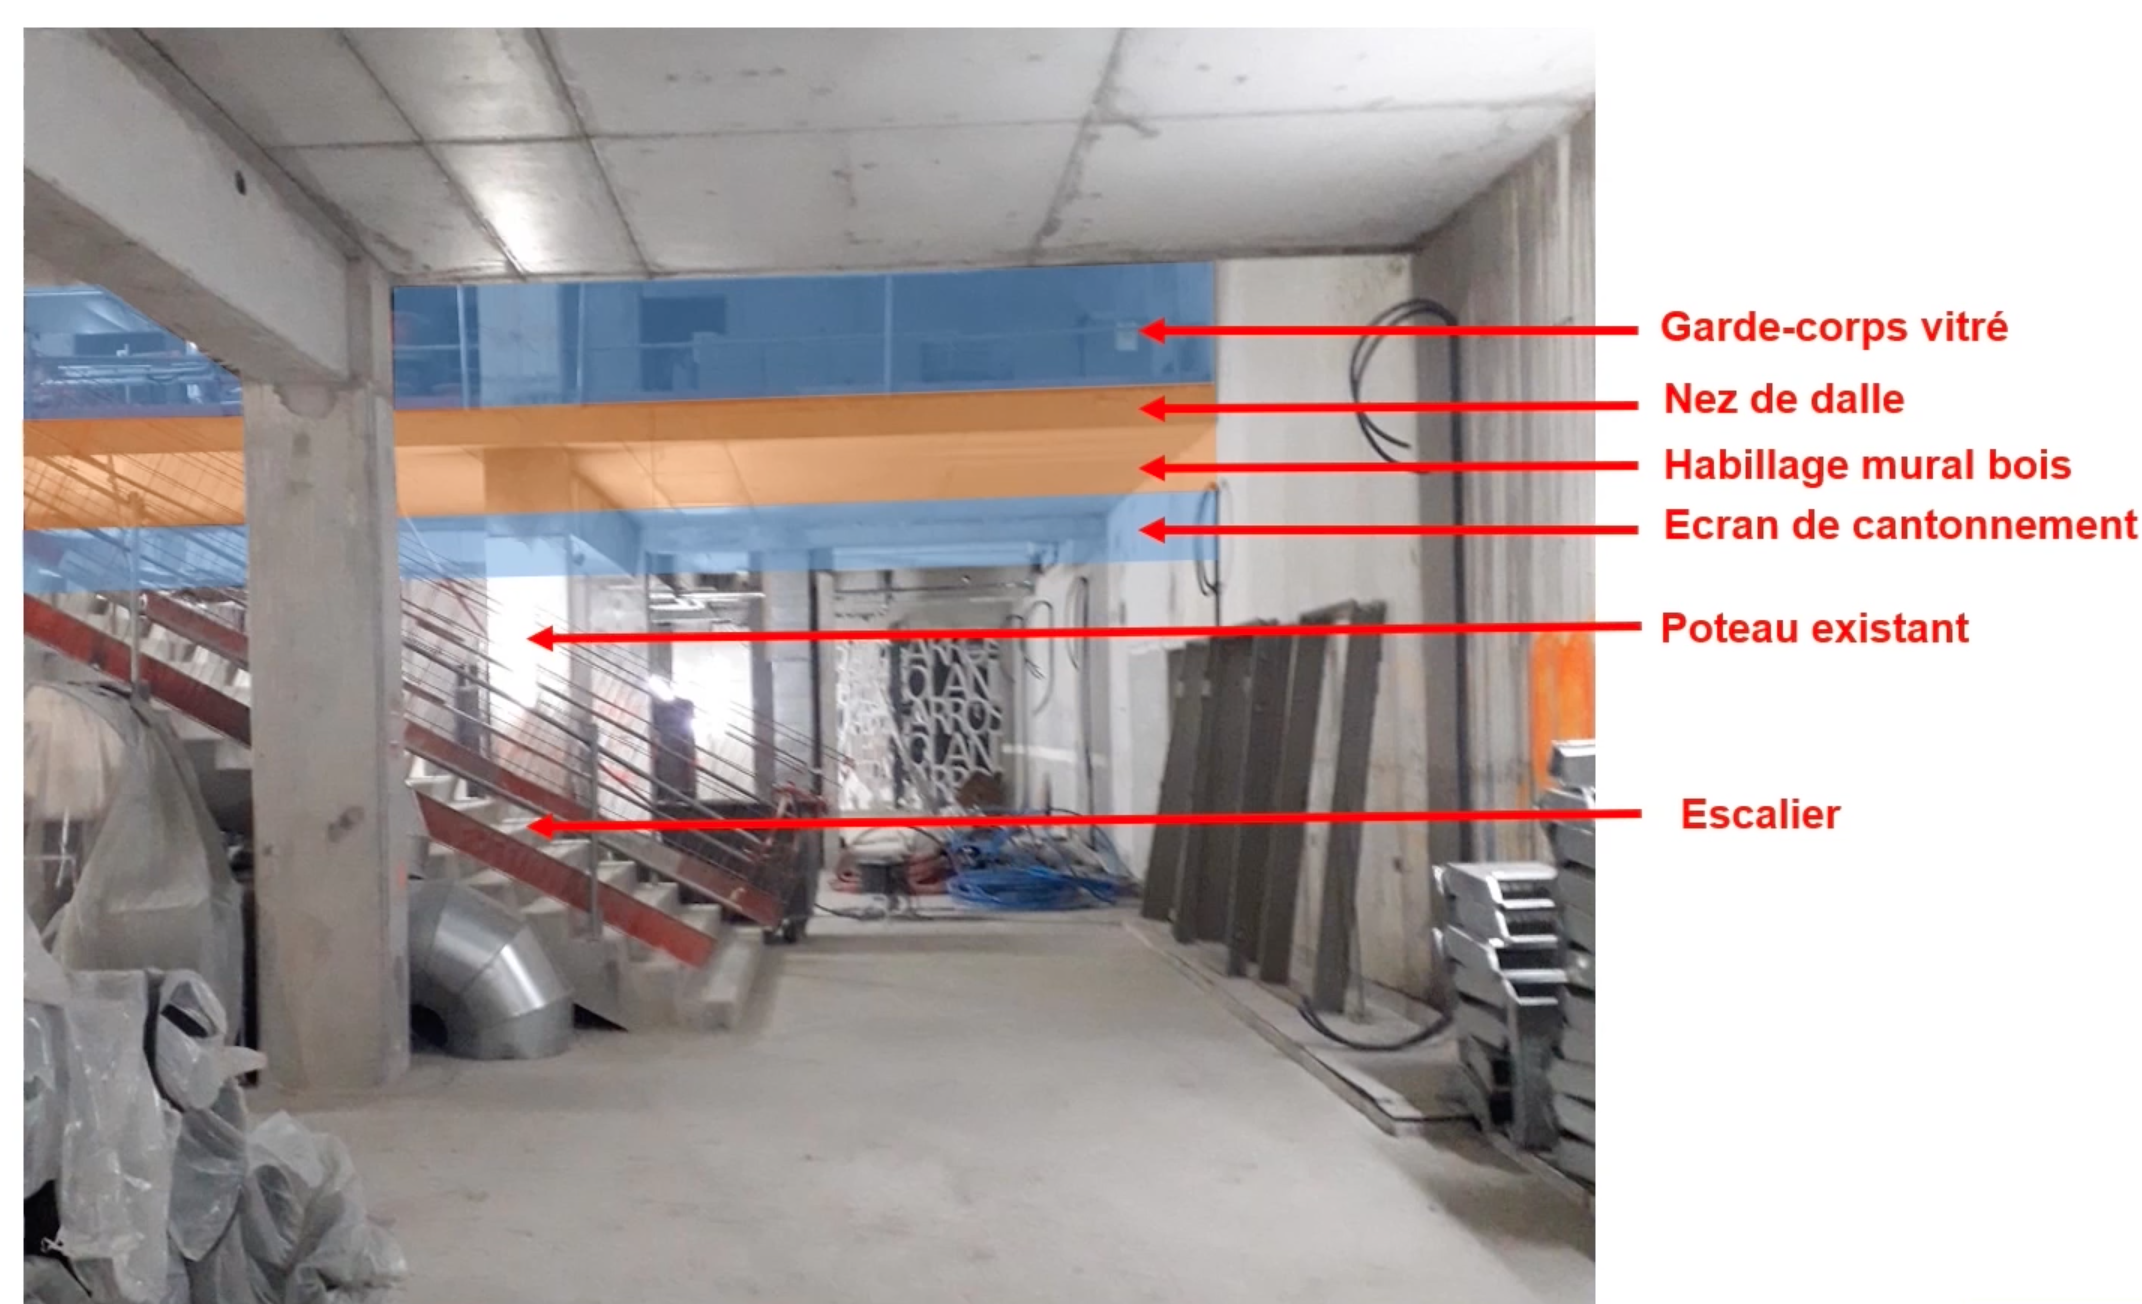 Garde-corps vitré
Nez de dalle
Habillage mural bois
Ecran de cantonnement
Poteau existant
Escalier